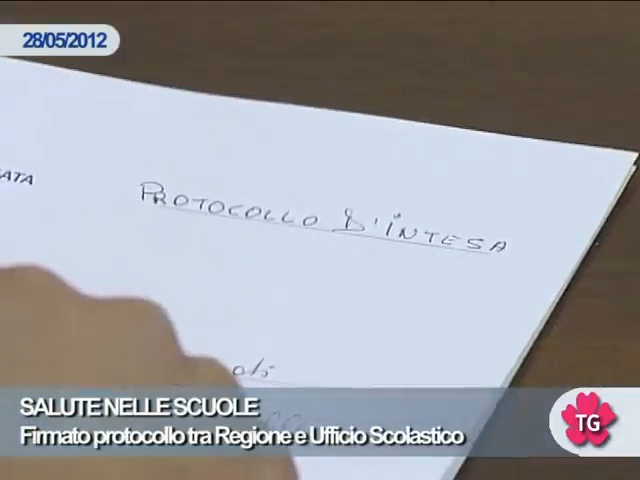 28/05/2012
ATA
PROTOCOLLO D'INTESA
SALUTE NELLE SCUOLE
Firmato protocollo tra Regione e Ufficio Scolastico
TG